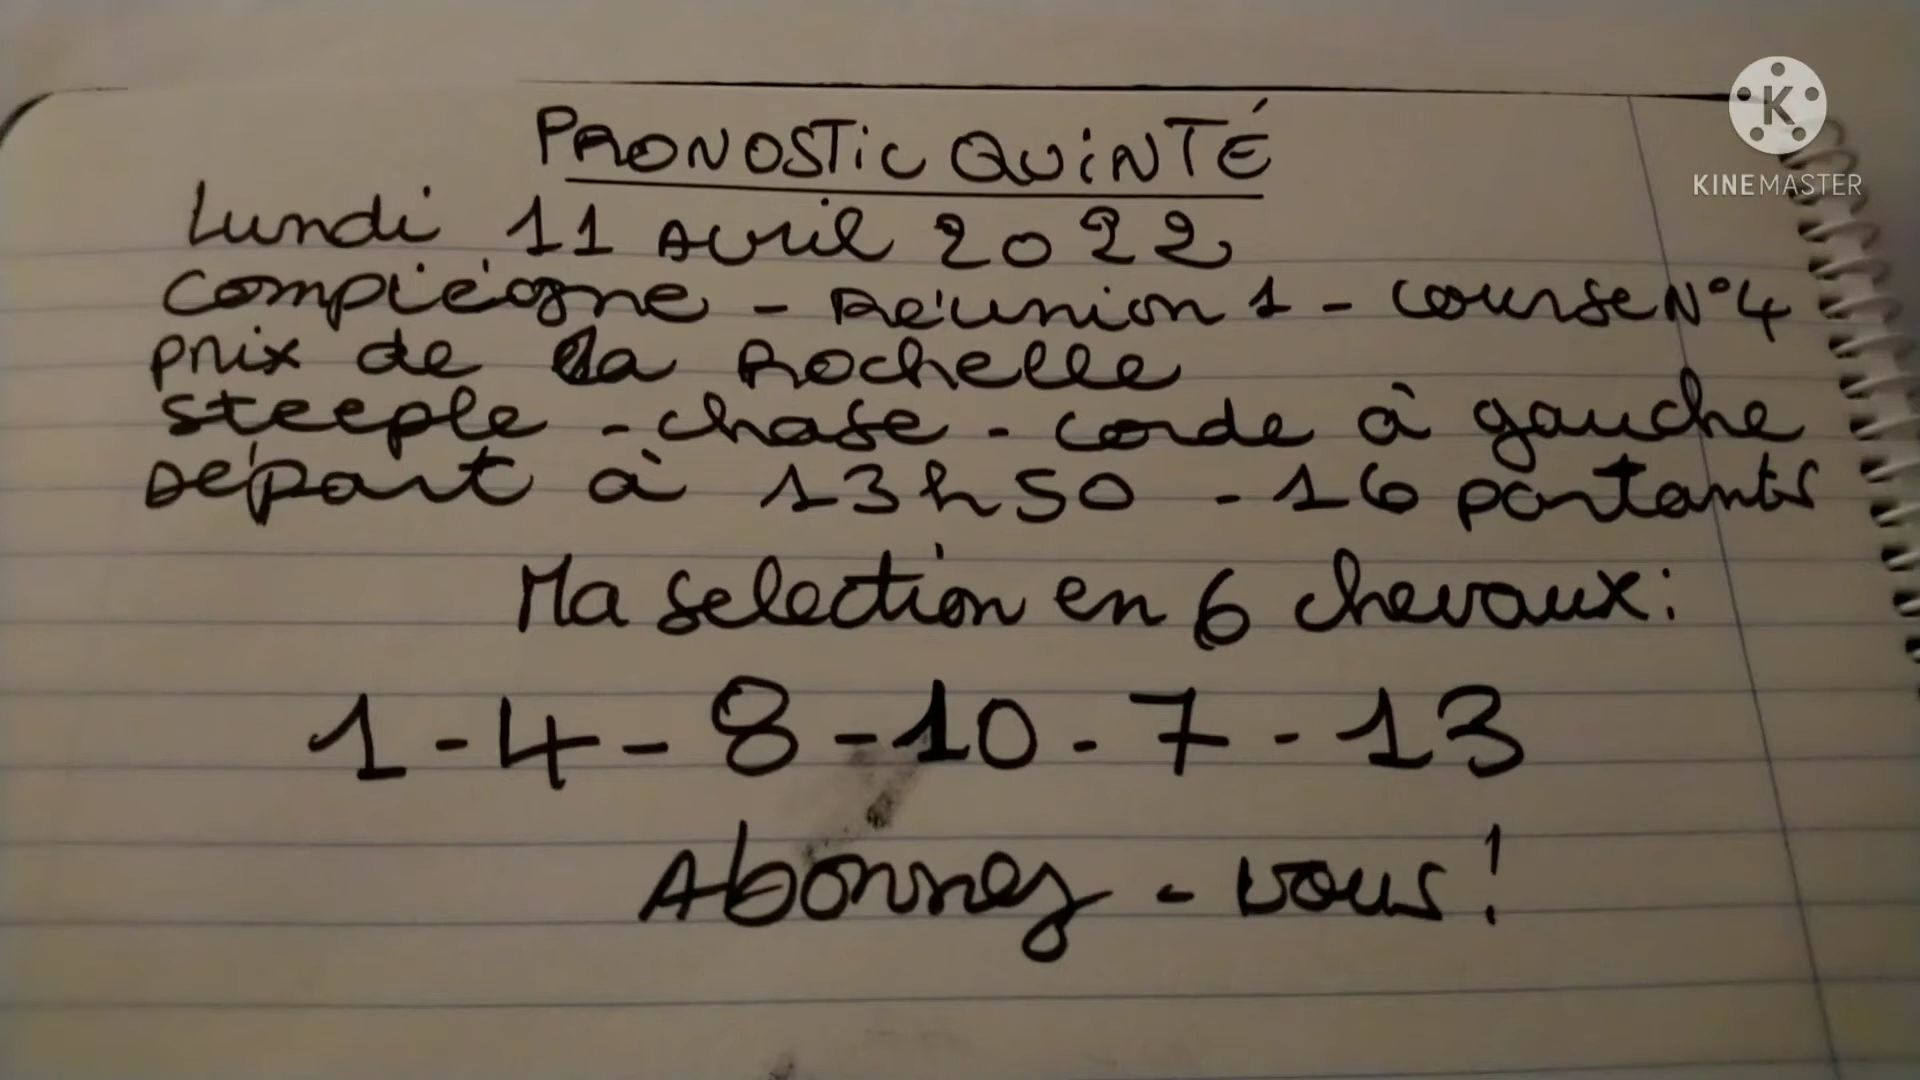 PRONOSTiC QUiNTÉ
Lundi 11 Avril 2022
Compiégne - Réunion 1 - course N°4
prix de La Rochelle
steeple - chase - corde à gauche
Départ à 13h50 - 16 partants
Ma selection en 6 chevaux :
1 - 4 - 8 - 10 - 7 - 13
Abonnez - vous !
K
KINEMASTER